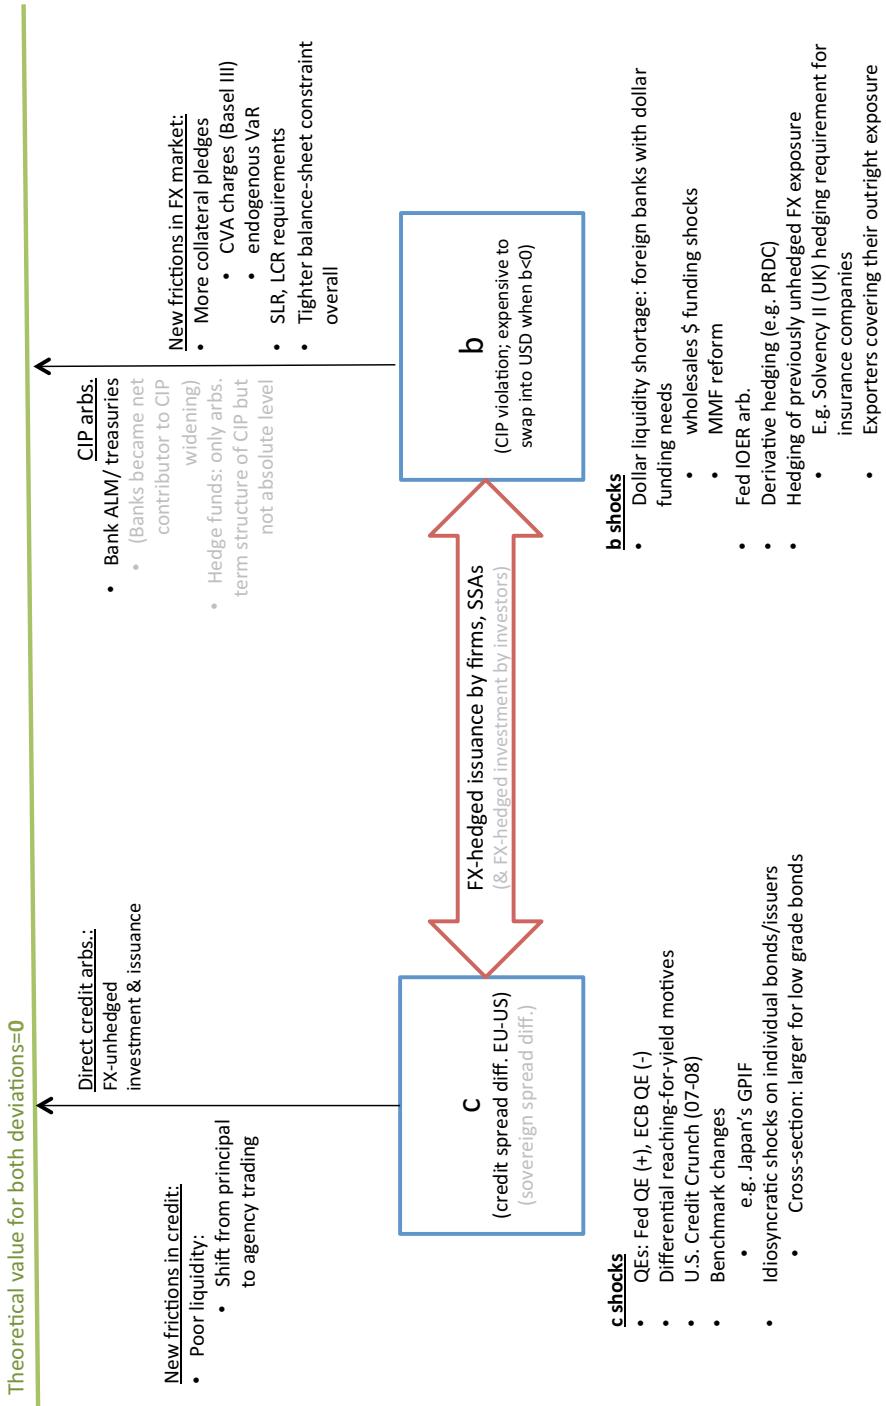 Theoretical value for both deviations=0
New frictions in credit:
• Poor liquidity:
• Shift from principal
to agency trading
Direct credit arbs.:
FX-unhedged
investment & issuance
CIP arbs.
• Bank ALM/ treasuries
• (Banks became net
contributor to CIP
widening)
• Hedge funds: only arbs.
term structure of CIP but
not absolute level
New frictions in FX market:
• More collateral pledges
• CVA charges (Basel III)
• endogenous VaR
• SLR, LCR requirements
• Tighter balance-sheet constraint
overall
c
(credit spread diff. EU-US)
(sovereign spread diff.)
FX-hedged issuance by firms, SSAs
(& FX-hedged investment by investors)
b
(CIP violation; expensive to
swap into USD when b<0)
c shocks
• QEs: Fed QE (+), ECB QE (-)
• Differential reaching-for-yield motives
• U.S. Credit Crunch (07-08)
• Benchmark changes
• e.g. Japan's GPIF
• Idiosyncratic shocks on individual bonds/issuers
• Cross-section: larger for low grade bonds
b shocks
• Dollar liquidity shortage: foreign banks with dollar
funding needs
• wholesales $ funding shocks
• MMF reform
• Fed IOER arb.
• Derivative hedging (e.g. PRDC)
• Hedging of previously unhedged FX exposure
• E.g. Solvency II (UK) hedging requirement for
insurance companies
• Exporters covering their outright exposure